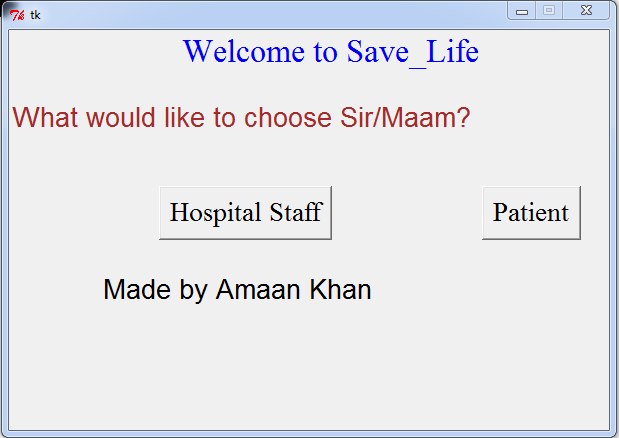 tk
Welcome to Save_Life
What would like to choose Sir/Maam?
Hospital Staff
Patient
Made by Amaan Khan